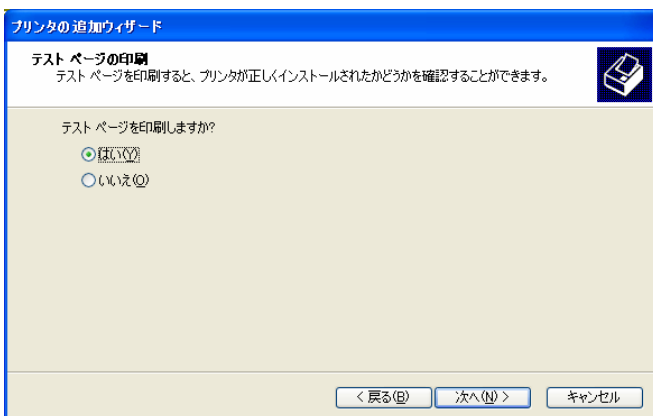 プリンタの追加ウィザード
テスト ページの印刷
テスト ページを印刷すると、プリンタが正しくインストールされたかどうかを確認することができます。
テスト ページを印刷しますか?
はい(Y)
いいえ(O)
< 戻る(B) 次へ(N) > キャンセル